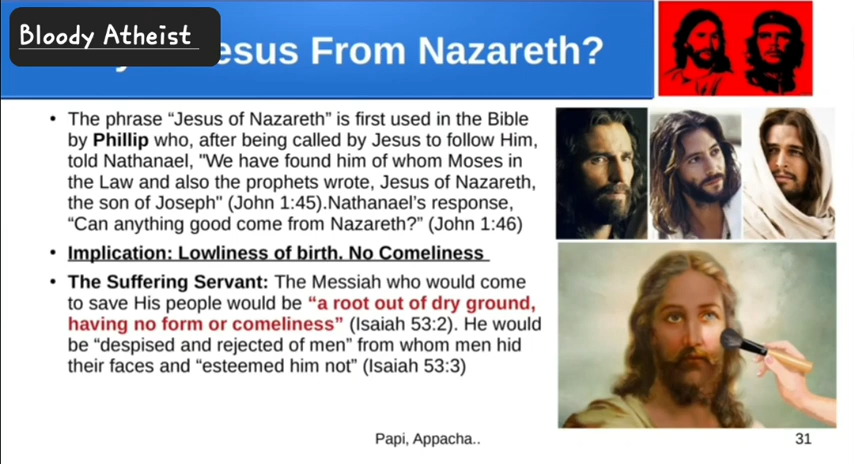 Bloody Atheist
esus From Nazareth?
• The phrase “Jesus of Nazareth” is first used in the Bible
by Phillip who, after being called by Jesus to follow Him,
told Nathanael, "We have found him of whom Moses in
the Law and also the prophets wrote, Jesus of Nazareth,
the son of Joseph" (John 1:45).Nathanael’s response,
“Can anything good come from Nazareth?” (John 1:46)
• Implication: Lowliness of birth. No Comeliness
• The Suffering Servant: The Messiah who would come
to save His people would be “a root out of dry ground,
having no form or comeliness” (Isaiah 53:2). He would
be “despised and rejected of men” from whom men hid
their faces and “esteemed him not” (Isaiah 53:3)
Papi, Appacha..
31